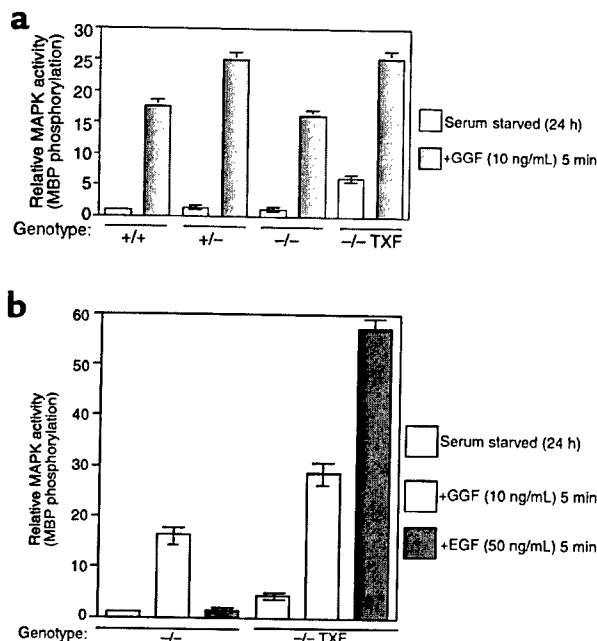 a
Relative MAPK activity
(MBP phosphorylation)
30
25
20
15
10
5
0
Serum starved (24 h)
+GGF (10 ng/mL) 5 min
Genotype:
+/+
+/–
–/–
–/– TXF
b
Relative MAPK activity
(MBP phosphorylation)
60
50
40
30
20
10
0
Serum starved (24 h)
+GGF (10 ng/mL) 5 min
+EGF (50 ng/mL) 5 min
Genotype:
–/–
–/– TXF